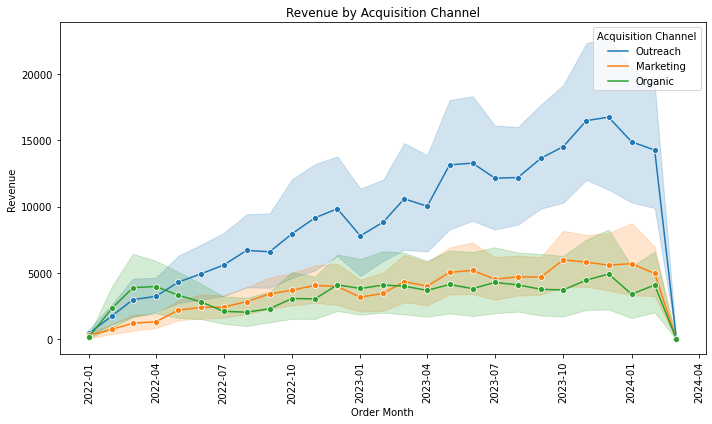 Revenue by Acquisition Channel
Acquisition Channel
Outreach
Marketing
Organic
Revenue
20000
15000
10000
5000
0
2022-01
2022-04
2022-07
2022-10
2023-01
2023-04
2023-07
2023-10
2024-01
2024-04
Order Month